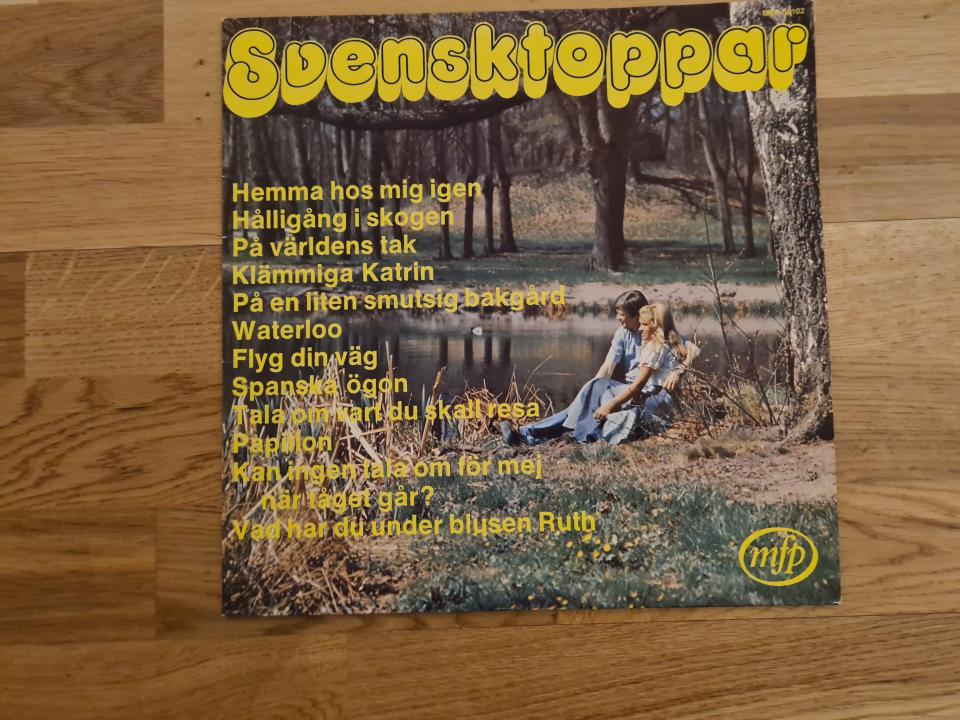 Svensktoppar
Hemma hos mig igen
Hålligång i skogen
På världens tak
Klämmiga Katrin
På en liten smutsig bakgård
Waterloo
Flyg din väg
Spanska ögon
Tala om vart du skall resa
Papillon
Kan ingen tala om för mej
när tåget går?
Vad har du under blusen Ruth
mfp